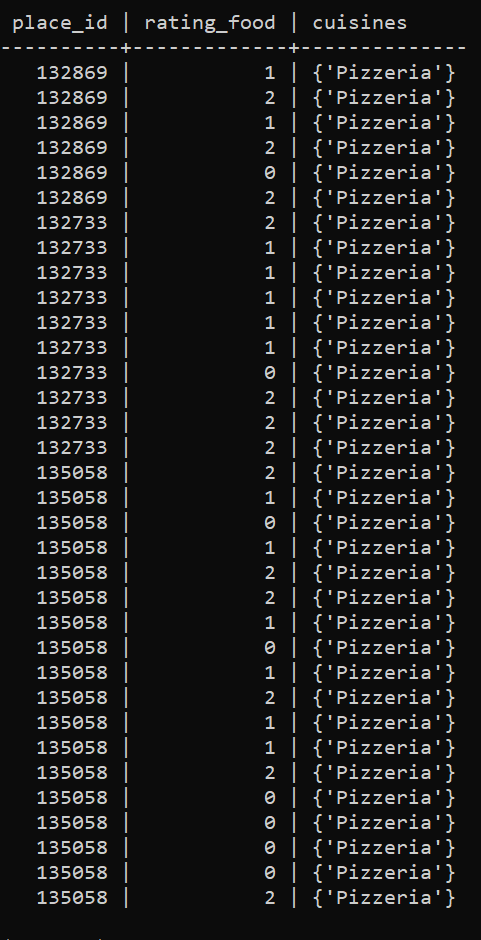 place_id | rating_food | cuisines
----------+-------------+--------------
   132869 |           1 | {'Pizzeria'}
   132869 |           2 | {'Pizzeria'}
   132869 |           1 | {'Pizzeria'}
   132869 |           2 | {'Pizzeria'}
   132869 |           0 | {'Pizzeria'}
   132869 |           2 | {'Pizzeria'}
   132733 |           2 | {'Pizzeria'}
   132733 |           1 | {'Pizzeria'}
   132733 |           1 | {'Pizzeria'}
   132733 |           1 | {'Pizzeria'}
   132733 |           1 | {'Pizzeria'}
   132733 |           1 | {'Pizzeria'}
   132733 |           0 | {'Pizzeria'}
   132733 |           2 | {'Pizzeria'}
   132733 |           2 | {'Pizzeria'}
   132733 |           2 | {'Pizzeria'}
   135058 |           2 | {'Pizzeria'}
   135058 |           1 | {'Pizzeria'}
   135058 |           0 | {'Pizzeria'}
   135058 |           1 | {'Pizzeria'}
   135058 |           2 | {'Pizzeria'}
   135058 |           2 | {'Pizzeria'}
   135058 |           1 | {'Pizzeria'}
   135058 |           0 | {'Pizzeria'}
   135058 |           1 | {'Pizzeria'}
   135058 |           2 | {'Pizzeria'}
   135058 |           1 | {'Pizzeria'}
   135058 |           1 | {'Pizzeria'}
   135058 |           2 | {'Pizzeria'}
   135058 |           0 | {'Pizzeria'}
   135058 |           0 | {'Pizzeria'}
   135058 |           0 | {'Pizzeria'}
   135058 |           0 | {'Pizzeria'}
   135058 |           2 | {'Pizzeria'}